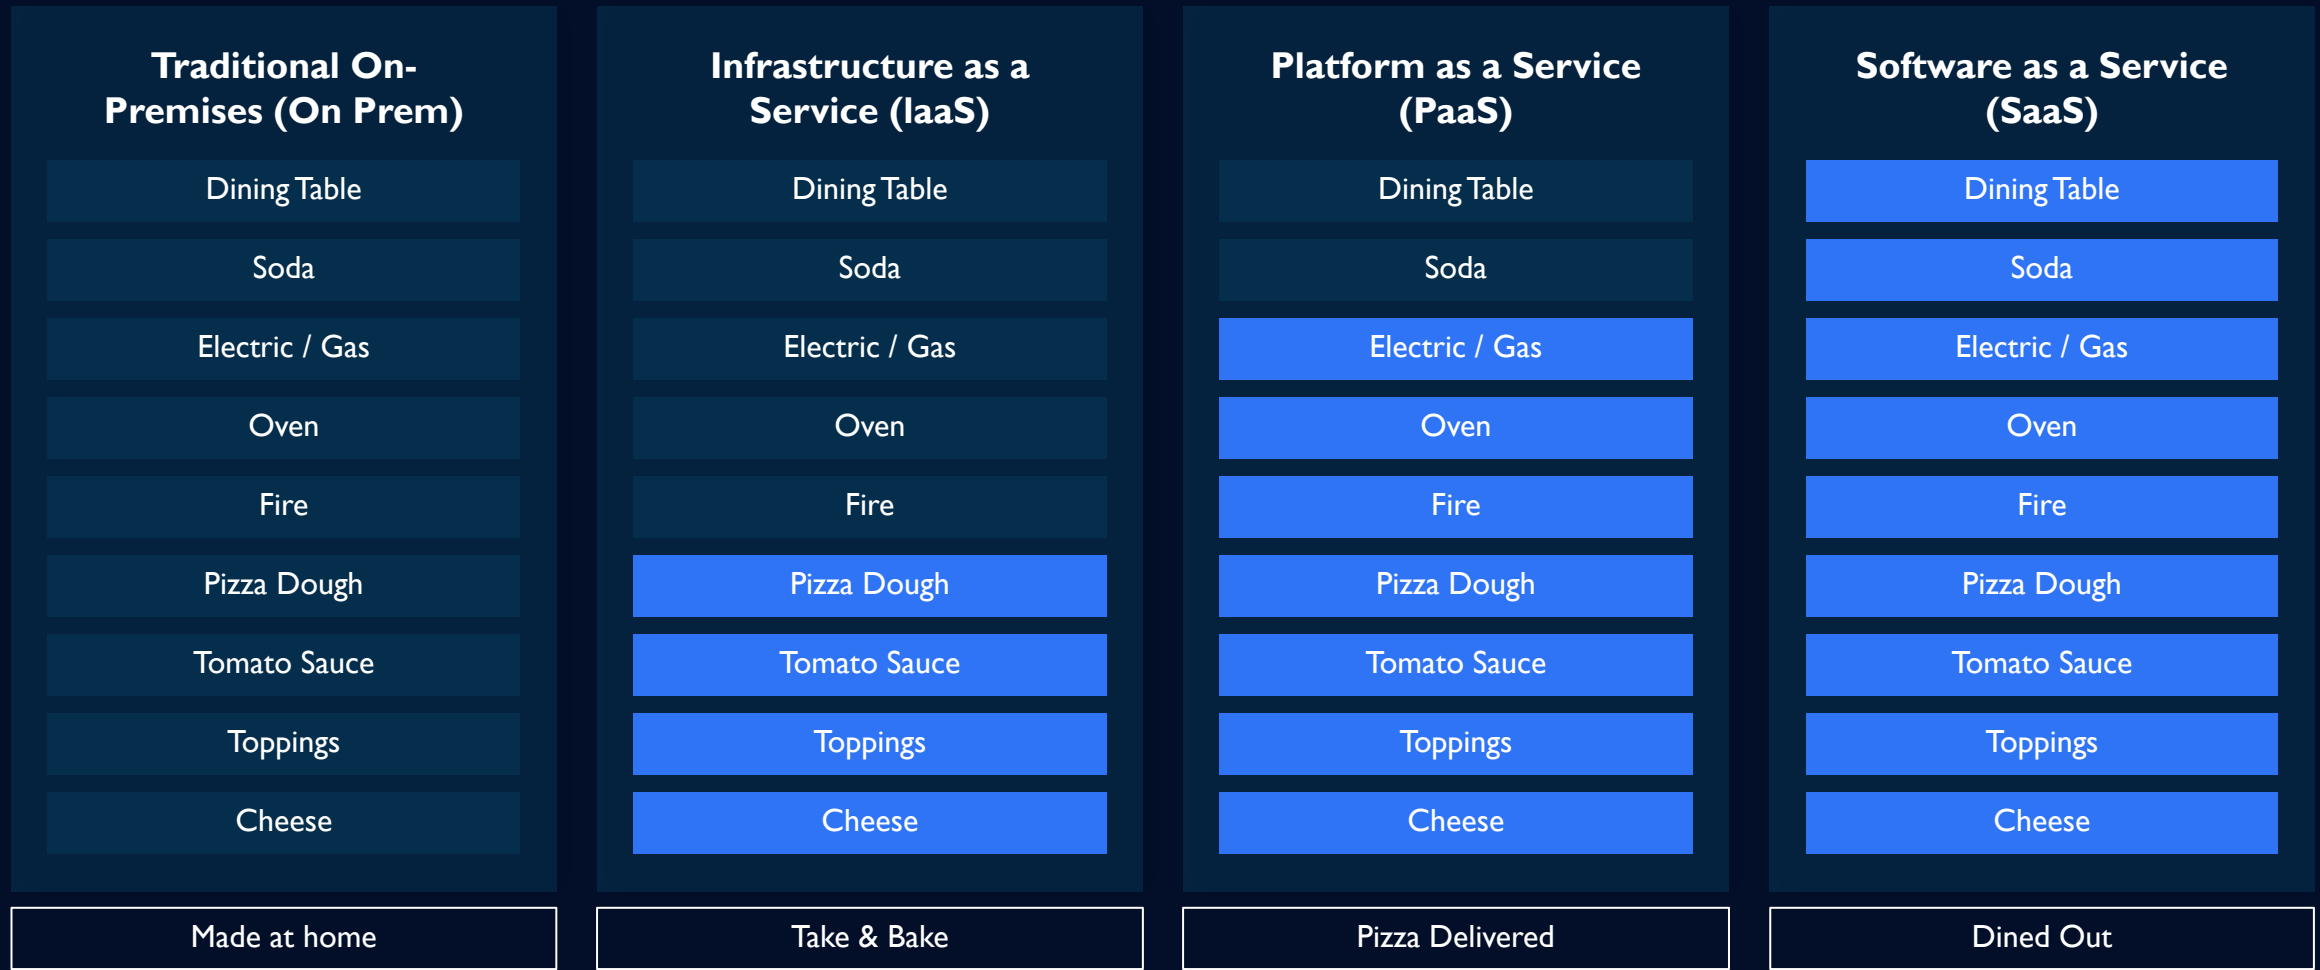 Traditional On-
Premises (On Prem)
Dining Table
Soda
Electric / Gas
Oven
Fire
Pizza Dough
Tomato Sauce
Toppings
Cheese
Made at home
Infrastructure as a
Service (IaaS)
Dining Table
Soda
Electric / Gas
Oven
Fire
Pizza Dough
Tomato Sauce
Toppings
Cheese
Take & Bake
Platform as a Service
(PaaS)
Dining Table
Soda
Electric / Gas
Oven
Fire
Pizza Dough
Tomato Sauce
Toppings
Cheese
Pizza Delivered
Software as a Service
(SaaS)
Dining Table
Soda
Electric / Gas
Oven
Fire
Pizza Dough
Tomato Sauce
Toppings
Cheese
Dined Out